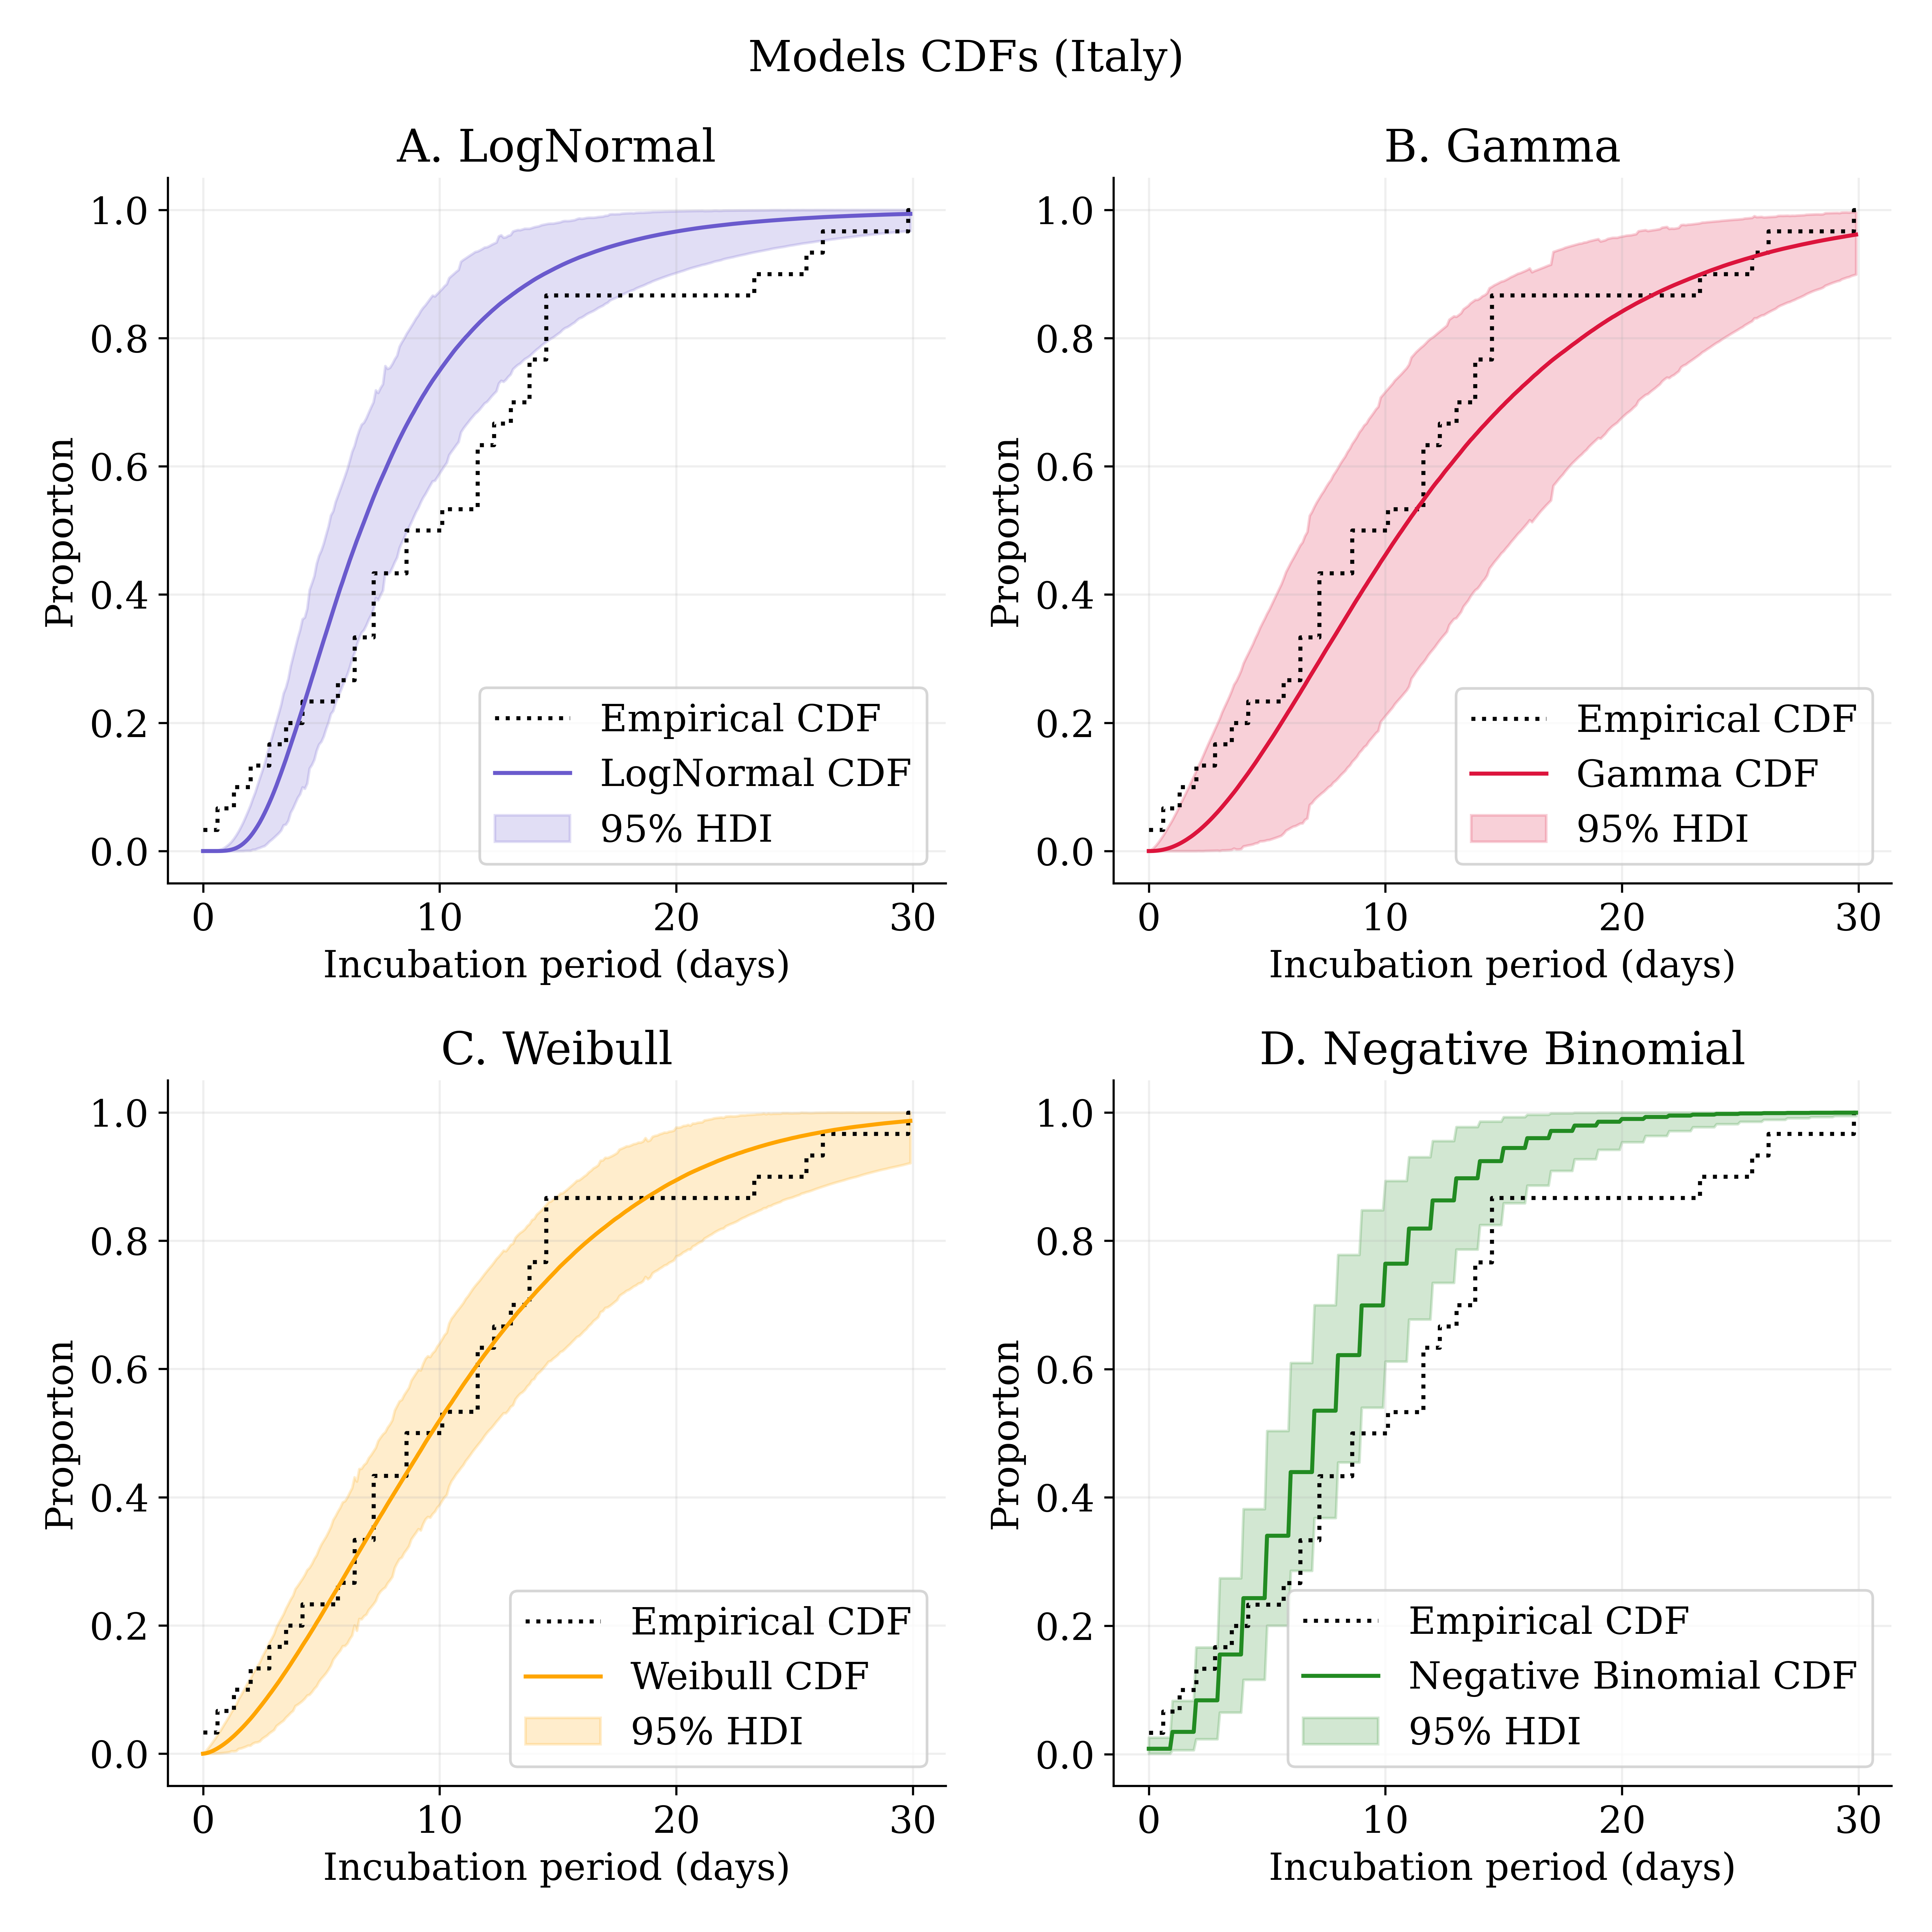 Models CDFs (Italy)
A. LogNormal
1.0
0.8
0.6
0.4
0.2
0.0
Proporton
Empirical CDF
LogNormal CDF
95% HDI
0 10 20 30
Incubation period (days)
B. Gamma
1.0
0.8
0.6
0.4
0.2
0.0
Proporton
Empirical CDF
Gamma CDF
95% HDI
0 10 20 30
Incubation period (days)
C. Weibull
1.0
0.8
0.6
0.4
0.2
0.0
Proporton
Empirical CDF
Weibull CDF
95% HDI
0 10 20 30
Incubation period (days)
D. Negative Binomial
1.0
0.8
0.6
0.4
0.2
0.0
Proporton
Empirical CDF
Negative Binomial CDF
95% HDI
0 10 20 30
Incubation period (days)